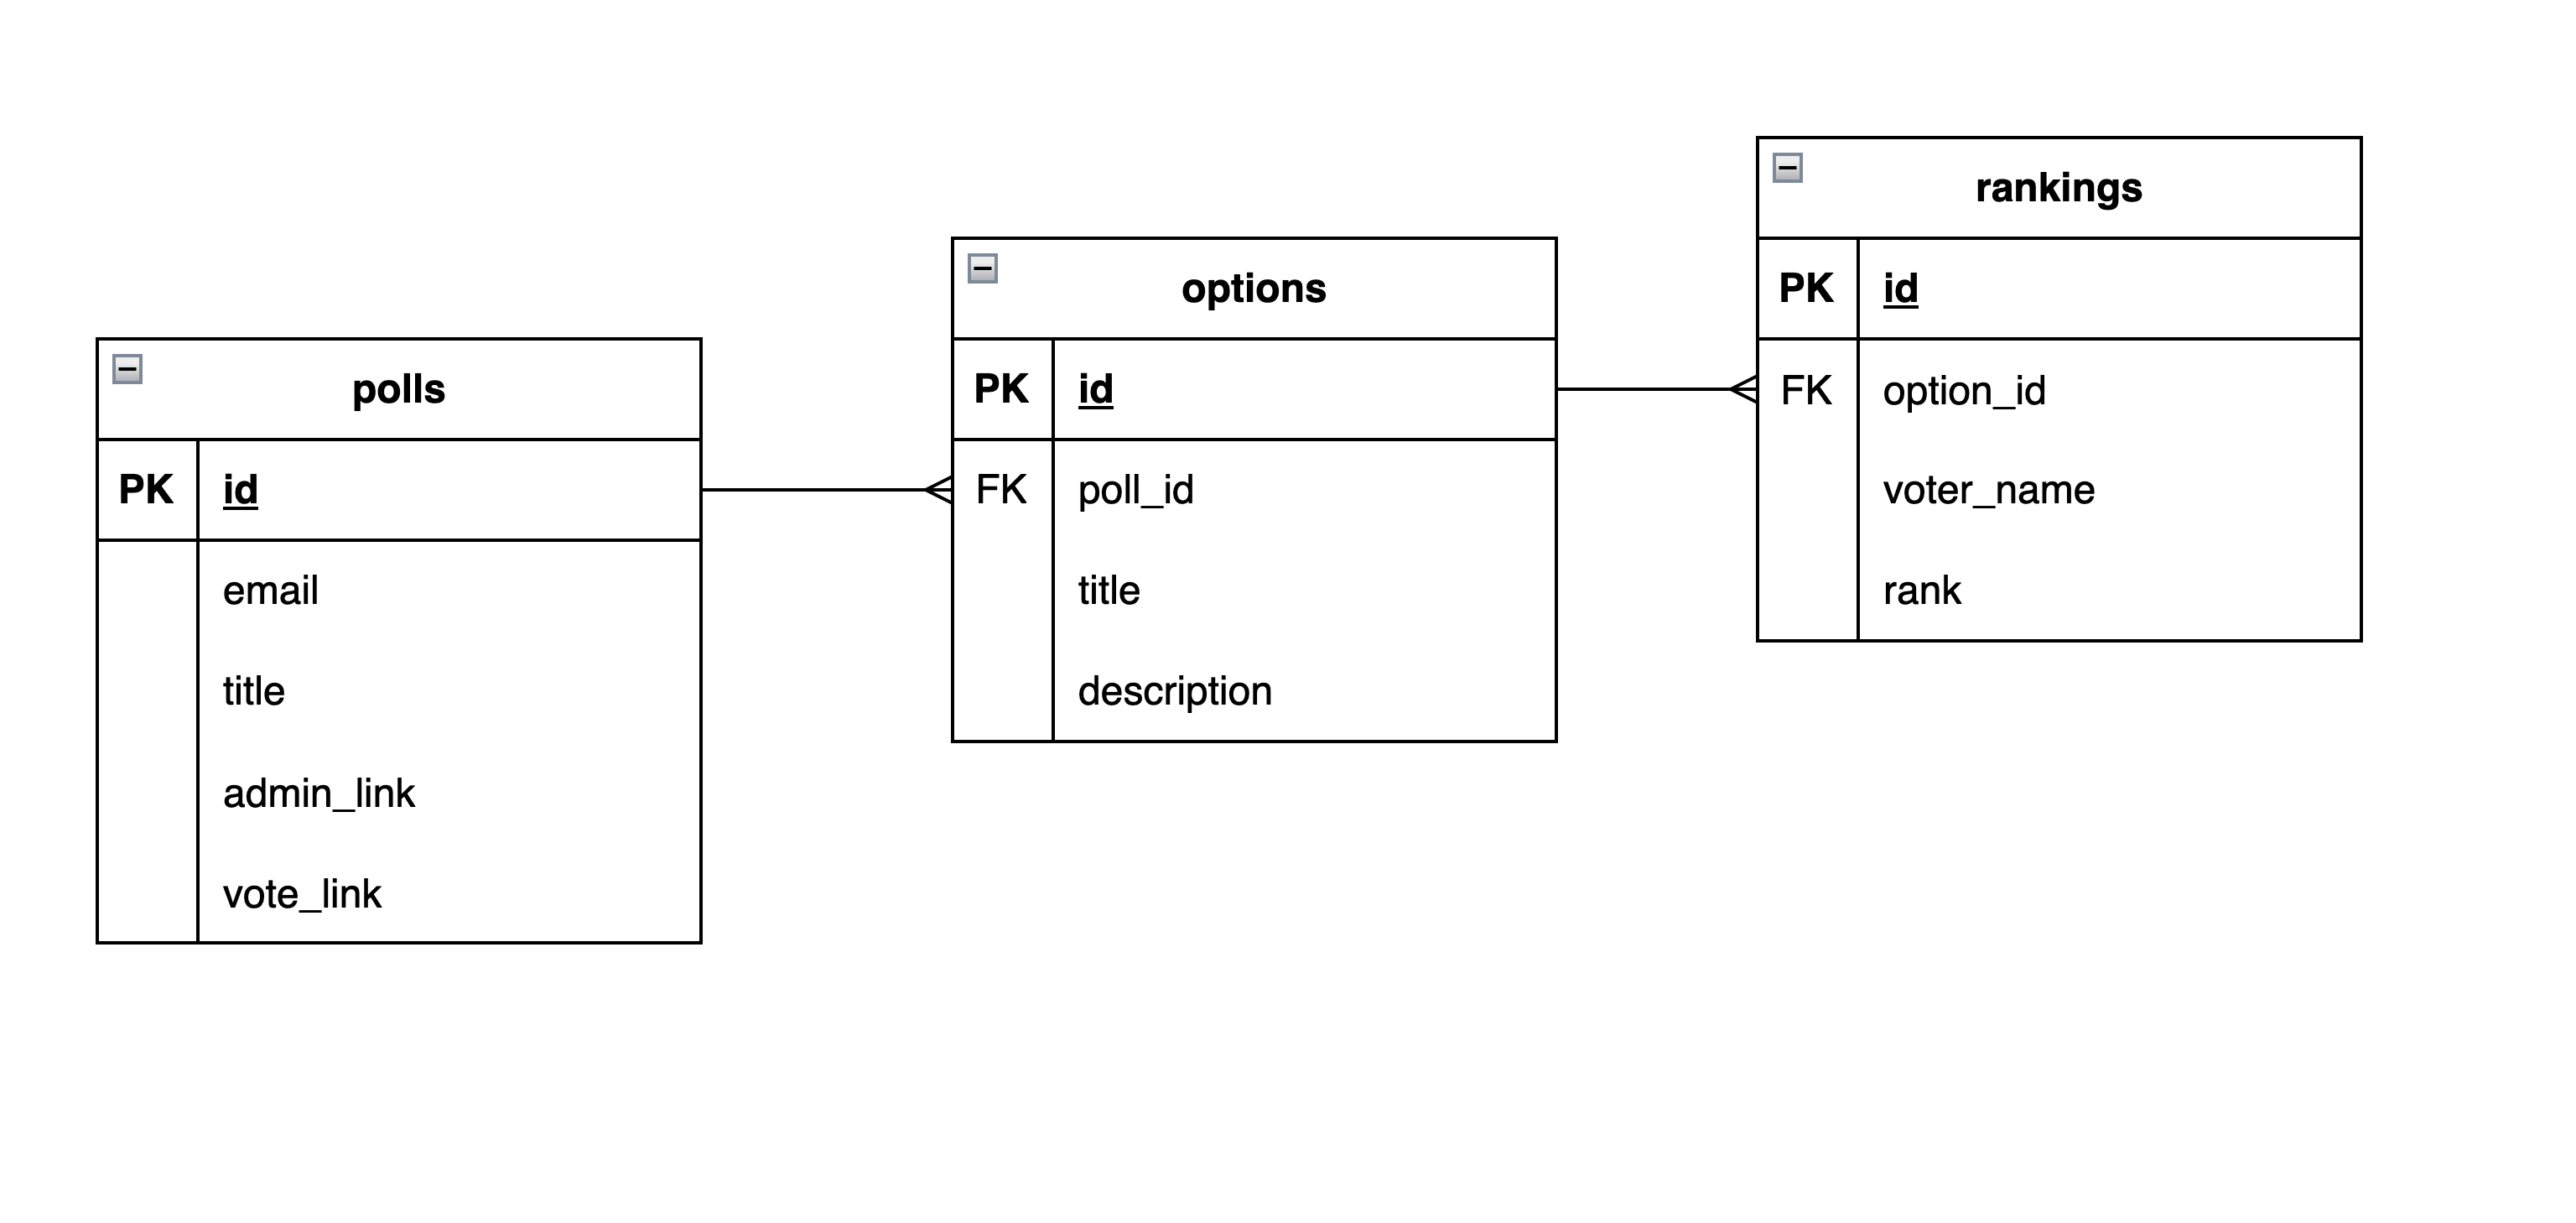 polls
PK id
email
title
admin_link
vote_link
options
PK id
FK poll_id
title
description
rankings
PK id
FK option_id
voter_name
rank